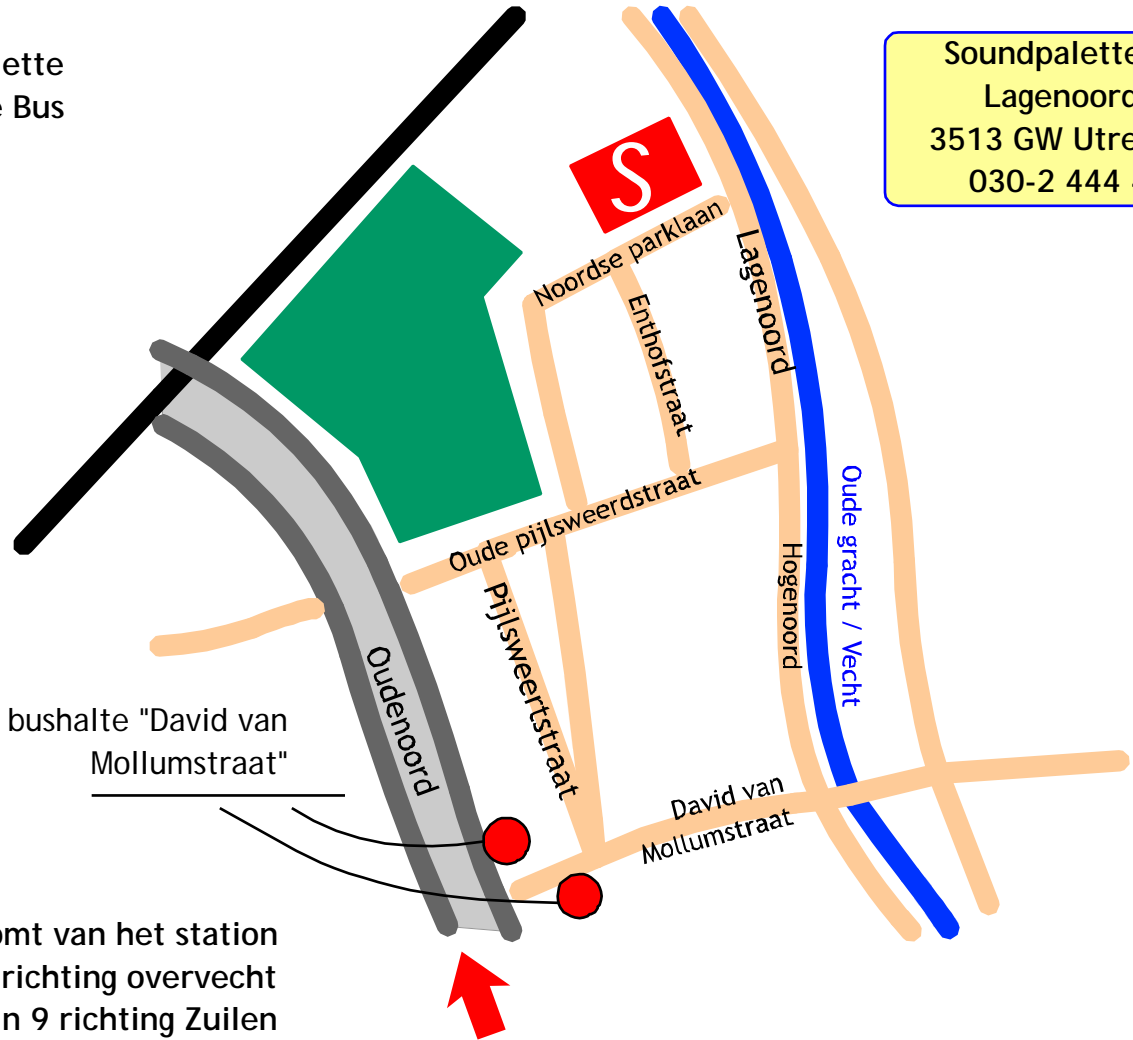 ette
e Bus
Soundpalette
Lagenoord
3513 GW Utre
030-2 444
S
Noordse parklaan
Lagenoord
Enthofstraat
Oude pijlsweerdstraat
Oude gracht / Vecht
Hogenoord
Pijlsweertstraat
Oudenoord
bushalte "David van
Mollumstraat"
David van
Mollumstraat
omt van het station
richting overvecht
n 9 richting Zuilen